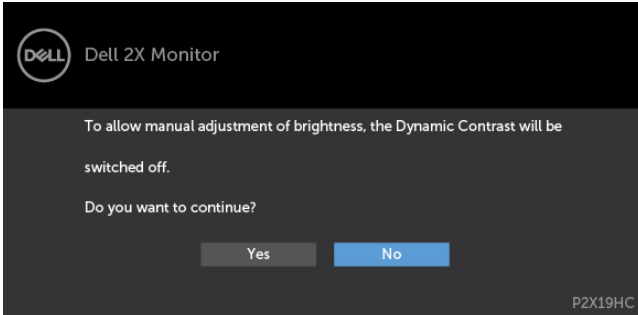 DELL
Dell 2X Monitor
To allow manual adjustment of brightness, the Dynamic Contrast will be
switched off.
Do you want to continue?
Yes No
P2X19HC